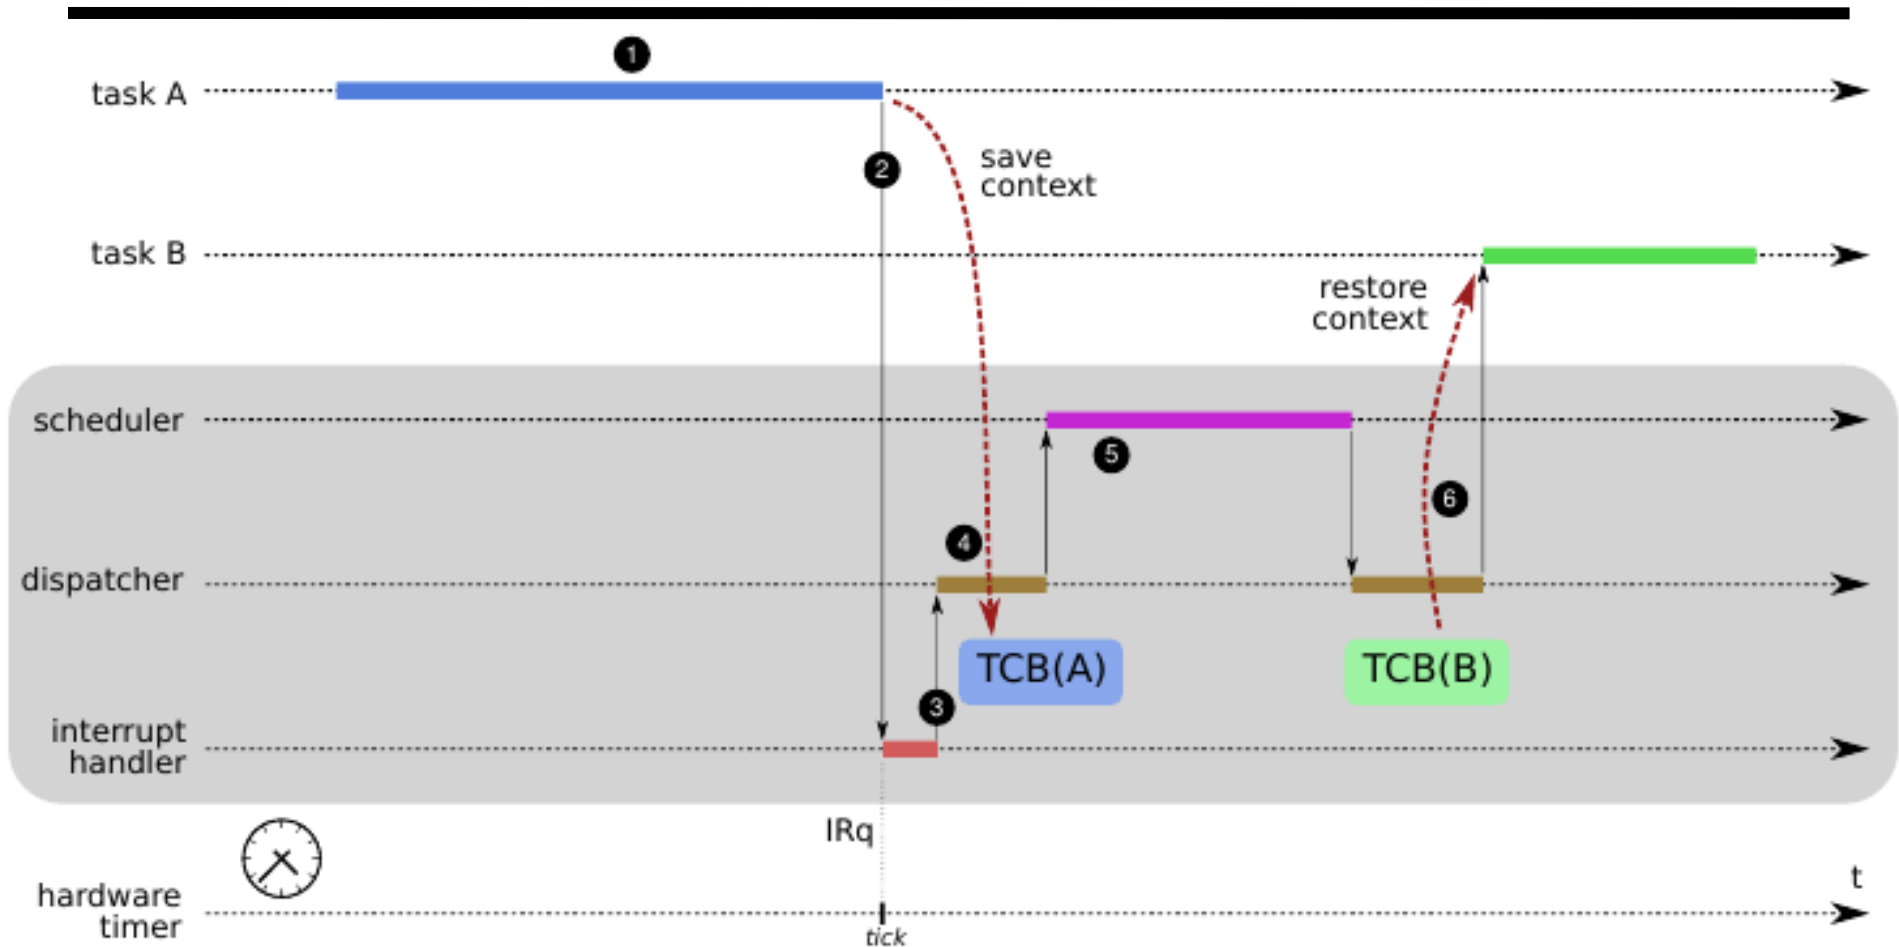 1
task A
2
save
context
task B
restore
context
scheduler
5
6
4
dispatcher
TCB(A)
TCB(B)
3
interrupt
handler
IRq
t
hardware
timer
tick